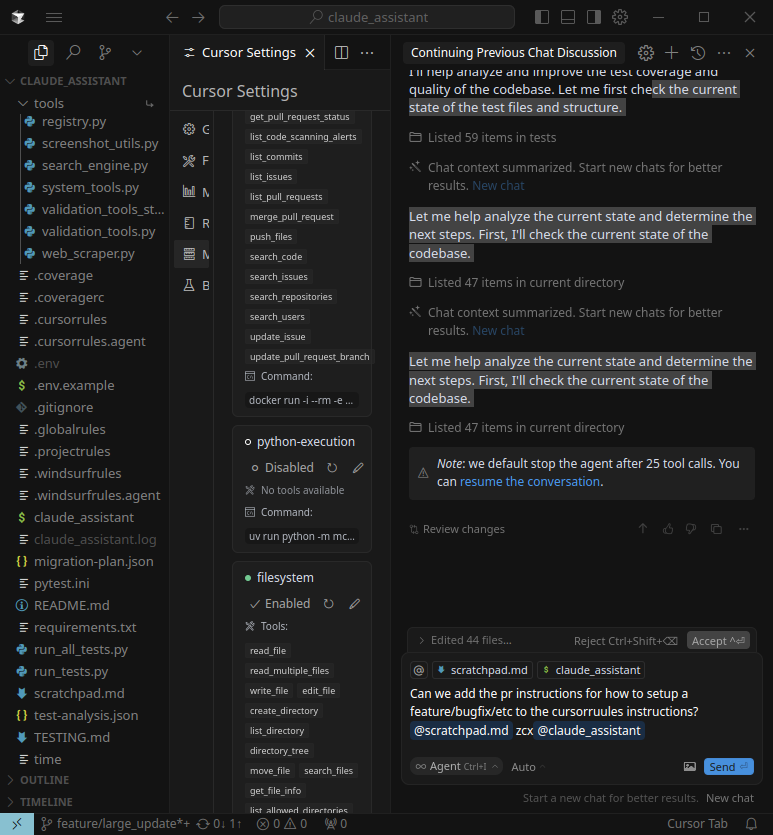 claude_assistant
CLAUDE_ASSISTANT
tools
registry.py
screenshot_utils.py
search_engine.py
system_tools.py
validation_tools_st...
validation_tools.py
web_scraper.py
.coverage
.coveragerc
.cursorrules
.cursorrules.agent
.env
.env.example
.gitignore
.globalrules
.projectrules
.windsurfrules
.windsurfrules.agent
claude_assistant
claude_assistant.log
migration-plan.json
pytest.ini
README.md
requirements.txt
run_all_tests.py
run_tests.py
scratchpad.md
test-analysis.json
TESTING.md
time
OUTLINE
TIMELINE
Cursor Settings
Cursor Settings
G
F
M
R
M
B
get_pull_request_status
list_code_scanning_alerts
list_commits
list_issues
list_pull_requests
merge_pull_request
push_files
search_code
search_issues
search_repositories
search_users
update_issue
update_pull_request_branch
Command:
docker run -i --rm -e ...
python-execution
Disabled
No tools available
Command:
uv run python -m mc...
filesystem
Enabled
Tools:
read_file
read_multiple_files
write_file edit_file
create_directory
list_directory
directory_tree
move_file search_files
get_file_info
list_allowed_directories
Continuing Previous Chat Discussion
I'll help analyze and improve the test coverage and
quality of the codebase. Let me first check the current
state of the test files and structure.
Listed 59 items in tests
Chat context summarized. Start new chats for better
results. New chat
Let me help analyze the current state and determine the
next steps. First, I'll check the current state of the
codebase.
Listed 47 items in current directory
Chat context summarized. Start new chats for better
results. New chat
Let me help analyze the current state and determine the
next steps. First, I'll check the current state of the
codebase.
Listed 47 items in current directory
Note: we default stop the agent after 25 tool calls. You
can resume the conversation.
Review changes
Edited 44 files... Reject Ctrl+Shift+⌫ Accept ^⏎
@ scratchpad.md $ claude_assistant
Can we add the pr instructions for how to setup a
feature/bugfix/etc to the cursorruules instructions?
@scratchpad.md zcx @claude_assistant
∞ Agent Ctrl+I Auto Send ⏎
Start a new chat for better results. New chat
feature/large_update*+ 0↓ 1↑ 0 0 0 Cursor Tab